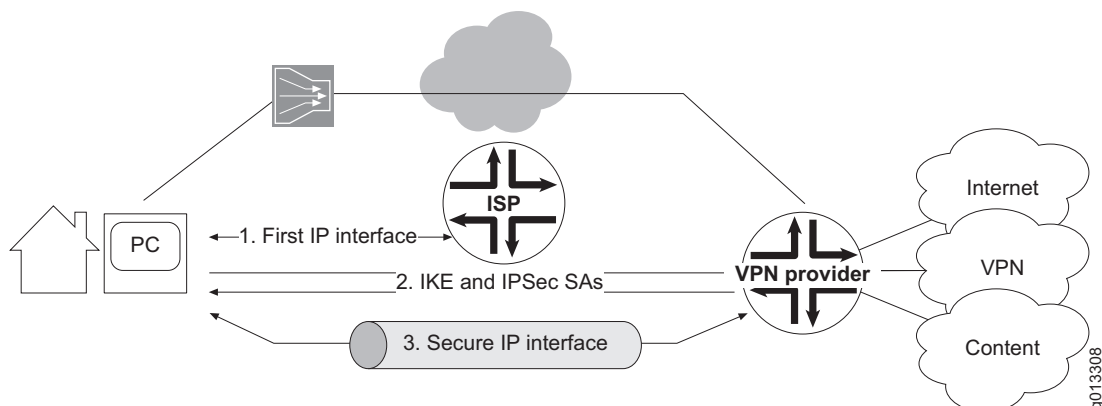 ISP
Internet
PC
1. First IP interface
VPN provider
VPN
2. IKE and IPSec SAs
3. Secure IP interface
Content
g013308